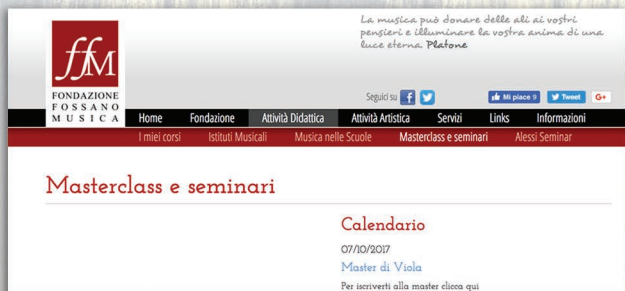 La musica può donare delle ali ai vostri
pensieri e illuminare la vostra anima di una
luce eterna. Platone
ffM
FONDAZIONE
FOSSANO
MUSICA
Seguici su
Mi piace 9
Tweet
G+
Home Fondazione Attività Didattica Attività Artistica Servizi Links Informazioni
I miei corsi Istituti Musicali Musica nelle Scuole Masterclass e seminari Alessi Seminar
Masterclass e seminari
Calendario
07/10/2017
Master di Viola
Per iscriverti alla master clicca qui